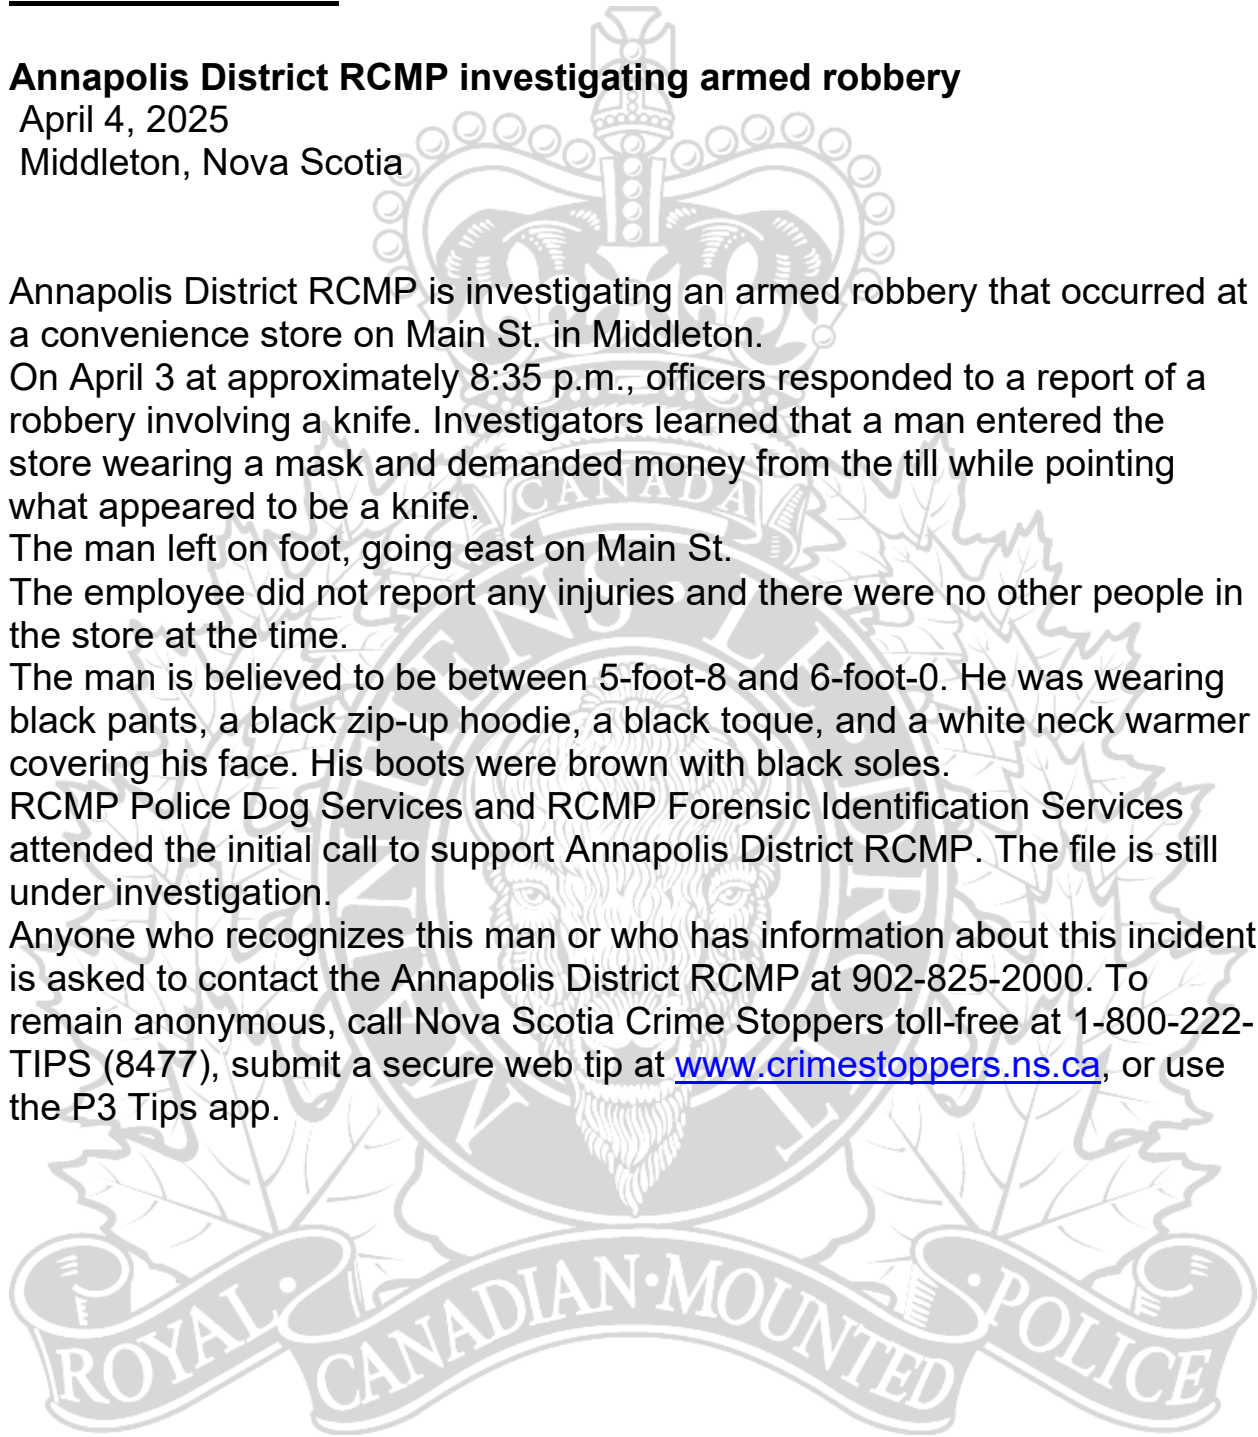 Annapolis District RCMP investigating armed robbery
April 4, 2025
Middleton, Nova Scotia
Annapolis District RCMP is investigating an armed robbery that occurred at
a convenience store on Main St. in Middleton.
On April 3 at approximately 8:35 p.m., officers responded to a report of a
robbery involving a knife. Investigators learned that a man entered the
store wearing a mask and demanded money from the till while pointing
what appeared to be a knife.
The man left on foot, going east on Main St.
The employee did not report any injuries and there were no other people in
the store at the time.
The man is believed to be between 5-foot-8 and 6-foot-0. He was wearing
black pants, a black zip-up hoodie, a black toque, and a white neck warmer
covering his face. His boots were brown with black soles.
RCMP Police Dog Services and RCMP Forensic Identification Services
attended the initial call to support Annapolis District RCMP. The file is still
under investigation.
Anyone who recognizes this man or who has information about this incident
is asked to contact the Annapolis District RCMP at 902-825-2000. To
remain anonymous, call Nova Scotia Crime Stoppers toll-free at 1-800-222-
TIPS (8477), submit a secure web tip at www.crimestoppers.ns.ca, or use
the P3 Tips app.
CANADA
ROYAL • CANADIAN • MOUNTED • POLICE